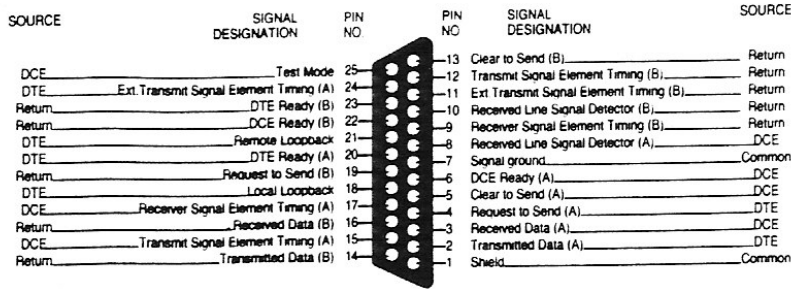 SOURCE SIGNAL DESIGNATION PIN NO.
DCE Test Mode 25
DTE Ext. Transmit Signal Element Timing (A) 24
Return DTE Ready (B) 23
Return DCE Ready (B) 22
DTE Remote Loopback 21
DTE DTE Ready (A) 20
Return Request to Send (B) 19
DTE Local Loopback 18
DCE Receiver Signal Element Timing (A) 17
Return Received Data (B) 16
DCE Transmit Signal Element Timing (A) 15
Return Transmitted Data (B) 14
PIN NO SIGNAL DESIGNATION SOURCE
13 Clear to Send (B) Return
12 Transmit Signal Element Timing (B) Return
11 Ext Transmit Signal Element Timing (B) Return
10 Received Line Signal Detector (B) Return
9 Receiver Signal Element Timing (B) Return
8 Received Line Signal Detector (A) DCE
7 Signal ground Common
6 DCE Ready (A) DCE
5 Clear to Send (A) DCE
4 Request to Send (A) DTE
3 Received Data (A) DCE
2 Transmitted Data (A) DTE
1 Shield Common